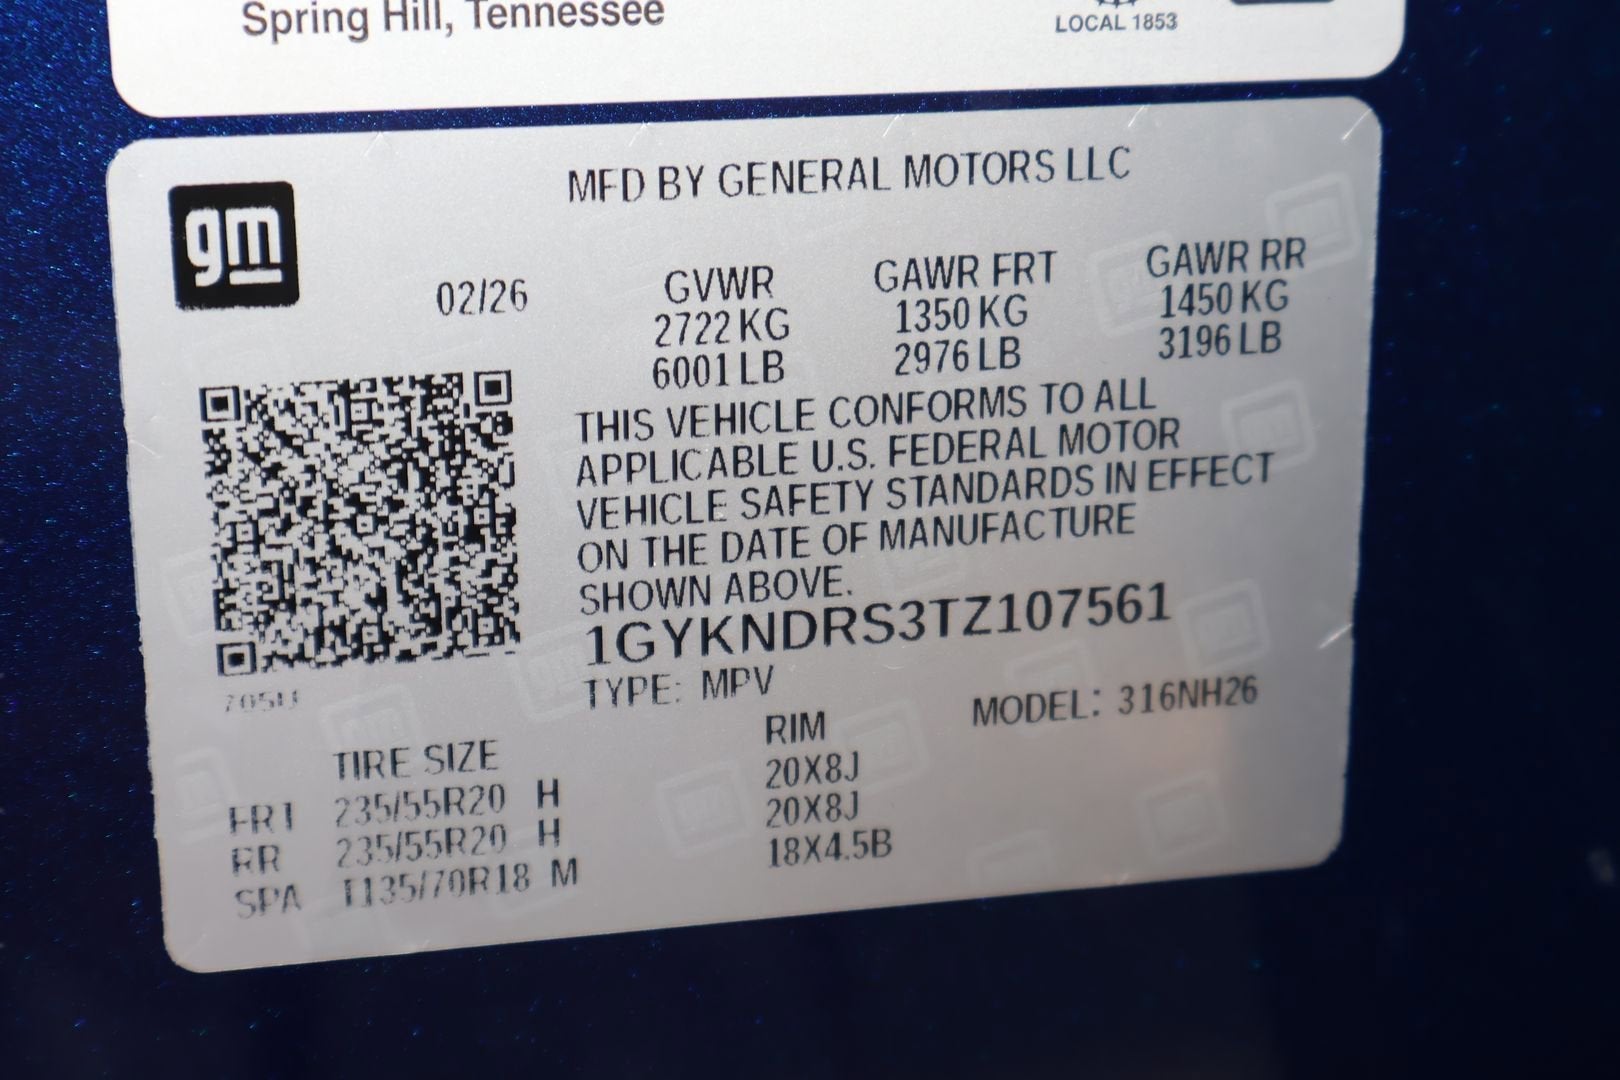 Spring Hill, Tennessee
LOCAL 1853
gm
MFD BY GENERAL MOTORS LLC
02/26
GVWR GAWR FRT GAWR RR
2722 KG 1350 KG 1450 KG
6001 LB 2976 LB 3196 LB
THIS VEHICLE CONFORMS TO ALL
APPLICABLE U.S. FEDERAL MOTOR
VEHICLE SAFETY STANDARDS IN EFFECT
ON THE DATE OF MANUFACTURE
SHOWN ABOVE.
1GYKNDRS3TZ107561
TYPE: MPV
MODEL: 316NH26
TIRE SIZE RIM
FRT 235/55R20 H 20X8J
RR 235/55R20 H 20X8J
SPA T135/70R18 M 18X4.5B